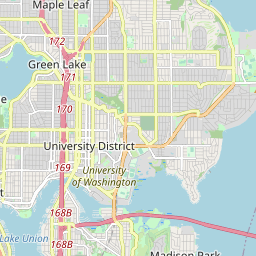 Maple Leaf
172
Green Lake
171
170
University District
169
University
of Washington
168B
Lake Union
168B
Madison Park